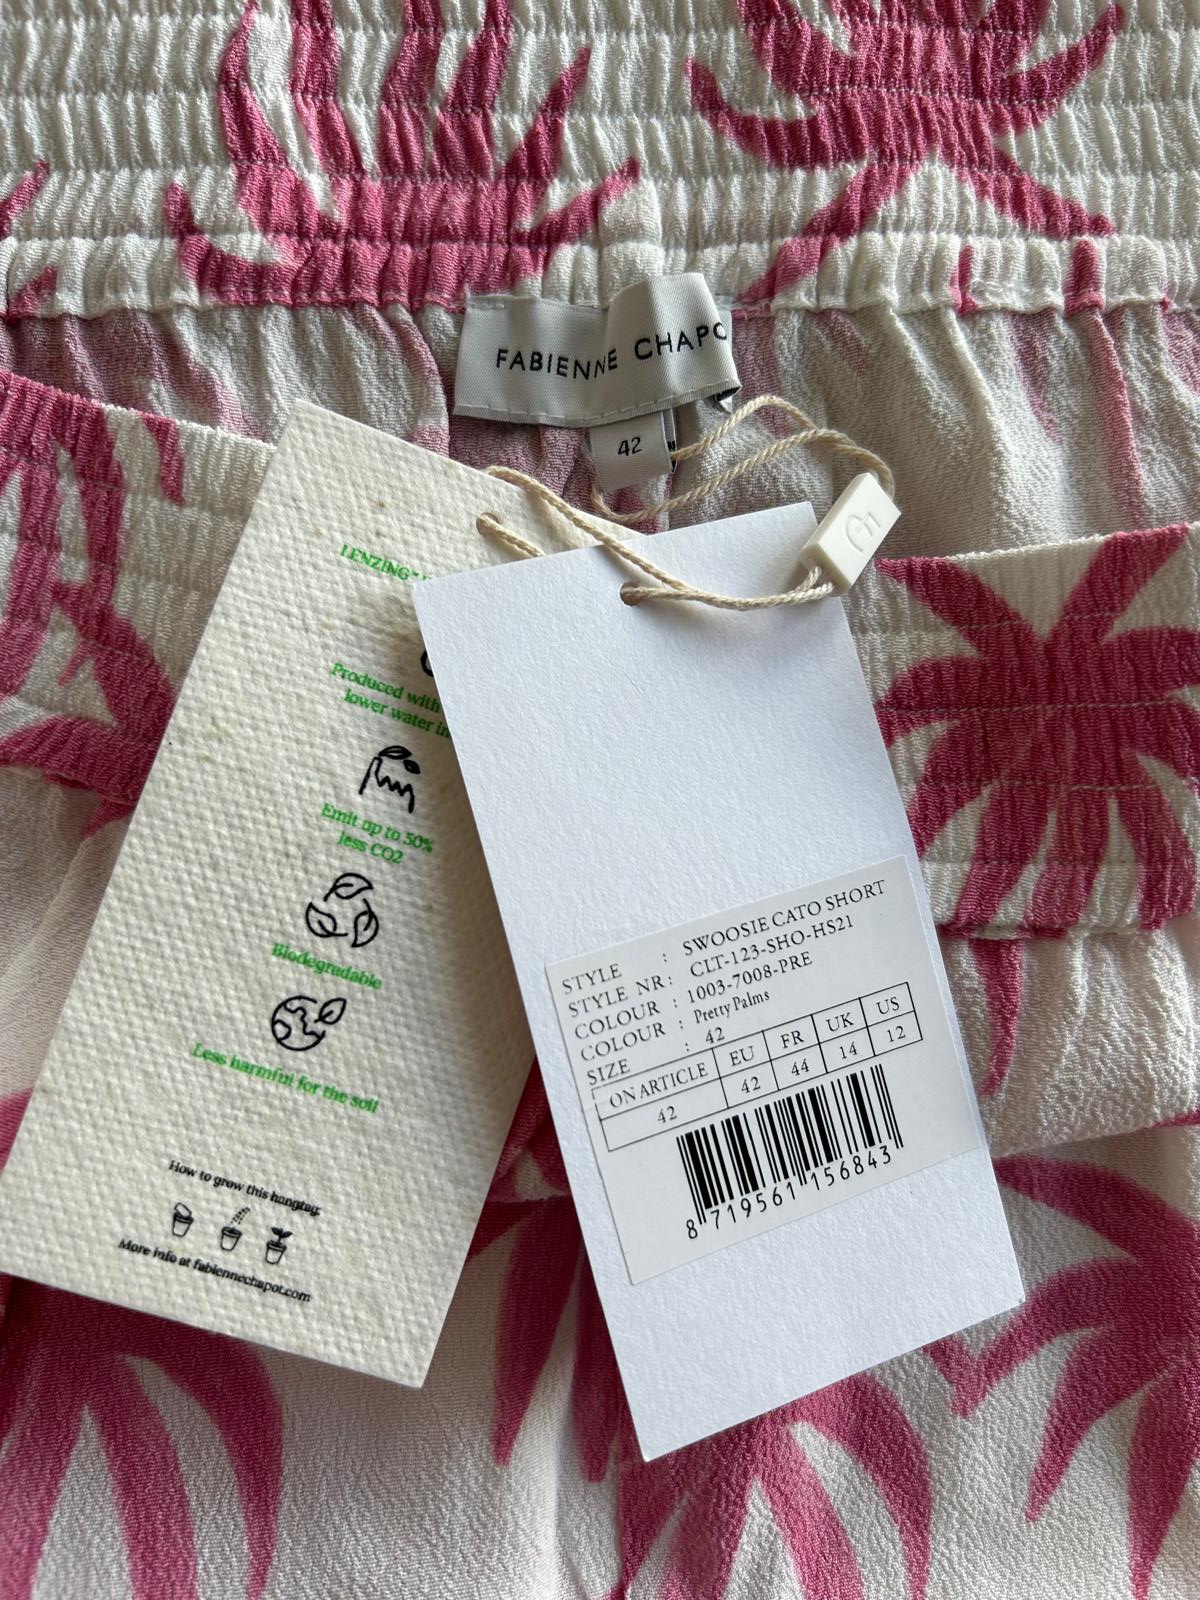 FABIENNE CHAPO
42
LENZING™
Produced with
lower water
Emit up to 50%
less CO2
Biodegradable
Less harmful for the soil
How to grow this hangtag:
More info at fabiennechapot.com
STYLE : SWOOSIE CATO SHORT
STYLE NR: CLT-123-SHO-HS21
COLOUR : 1003-7008-PRE
COLOUR : Pretty Palms
SIZE : 42
ON ARTICLE EU FR UK US
42 42 44 14 12
8 719561 156843